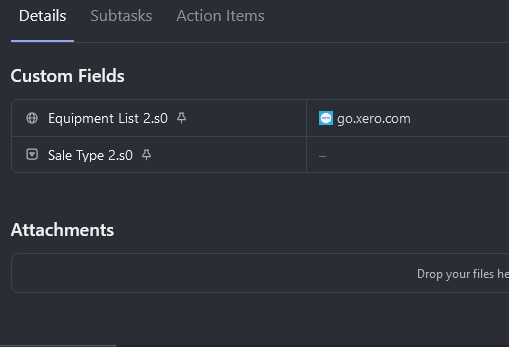 Details Subtasks Action Items
Custom Fields
Equipment List 2.s0 go.xero.com
Sale Type 2.s0 –
Attachments
Drop your files he